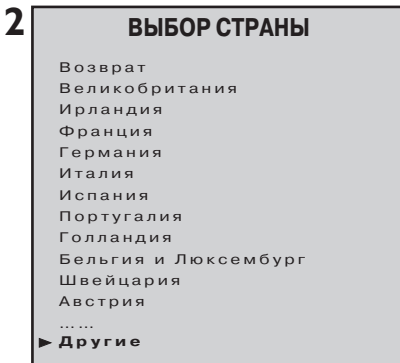 2
ВЫБОР СТРАНЫ
Возврат
Великобритания
Ирландия
Франция
Германия
Италия
Испания
Португалия
Голландия
Бельгия и Люксембург
Швейцария
Австрия
......
► Другие